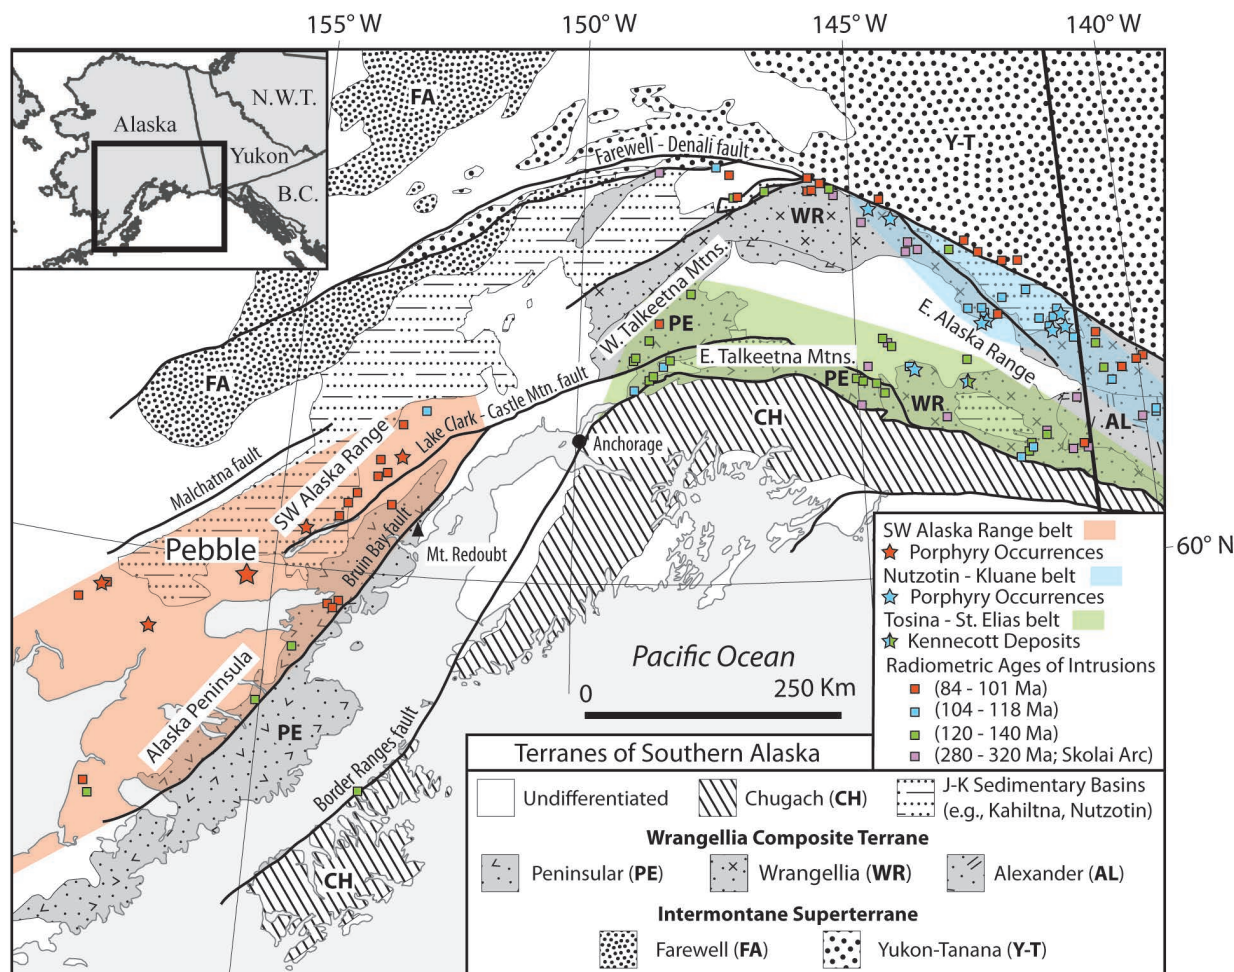 155° W
150° W
145° W
140° W
N.W.T.
Alaska
Yukon
B.C.
FA
Farewell - Denali fault
Y-T
WR
W. Talkeetna Mtns.
PE
E. Alaska Range
E. Talkeetna Mtns.
FA
PE
WR
AL
Lake Clark - Castle Mtn. fault
CH
Anchorage
Malchatna fault
SW Alaska Range
Pebble
Bruin Bay fault
Mt. Redoubt
60° N
Pacific Ocean
0
250 Km
Alaska Peninsula
PE
Border Ranges fault
CH
SW Alaska Range belt
Porphyry Occurrences
Nutzotin - Kluane belt
Porphyry Occurrences
Tosina - St. Elias belt
Kennecott Deposits
Radiometric Ages of Intrusions
(84 - 101 Ma)
(104 - 118 Ma)
(120 - 140 Ma)
(280 - 320 Ma; Skolai Arc)
Terranes of Southern Alaska
Undifferentiated
Chugach (CH)
J-K Sedimentary Basins
(e.g., Kahiltna, Nutzotin)
Wrangellia Composite Terrane
Peninsular (PE)
Wrangellia (WR)
Alexander (AL)
Intermontane Superterrane
Farewell (FA)
Yukon-Tanana (Y-T)